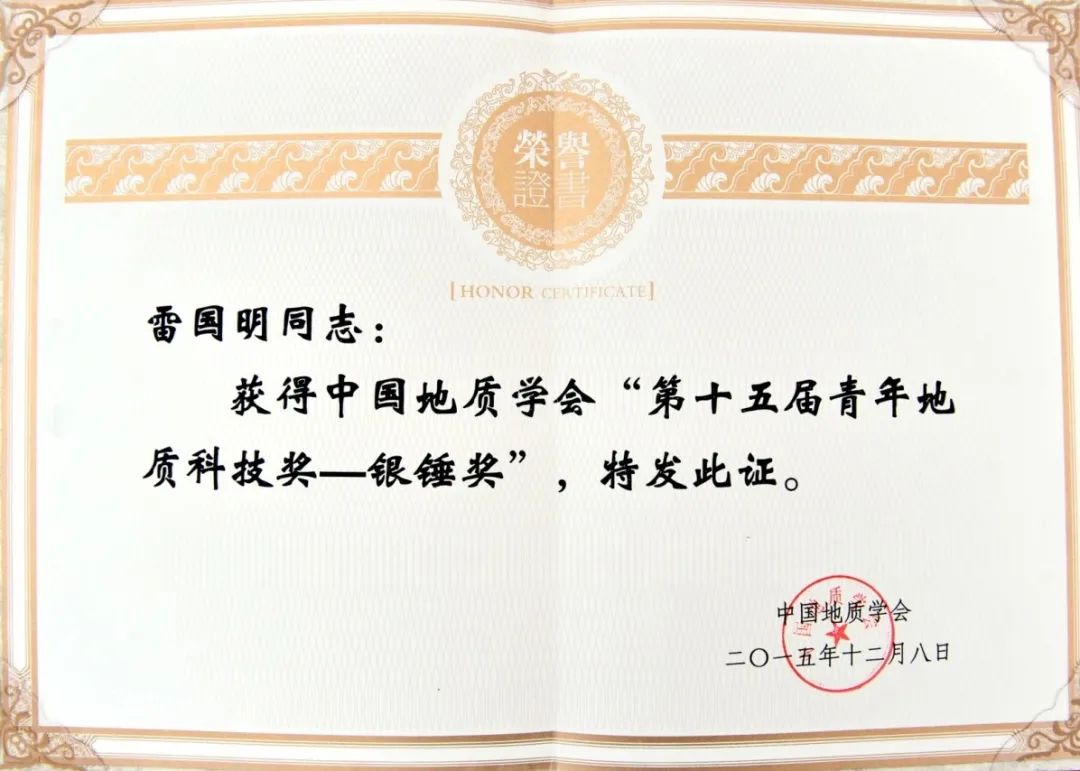 榮譽
證書
[HONOR CERTIFICATE]
雷国明同志：
获得中国地质学会“第十五届青年地
质科技奖—银锤奖”，特发此证。
中国地质学会
二〇一五年十二月八日